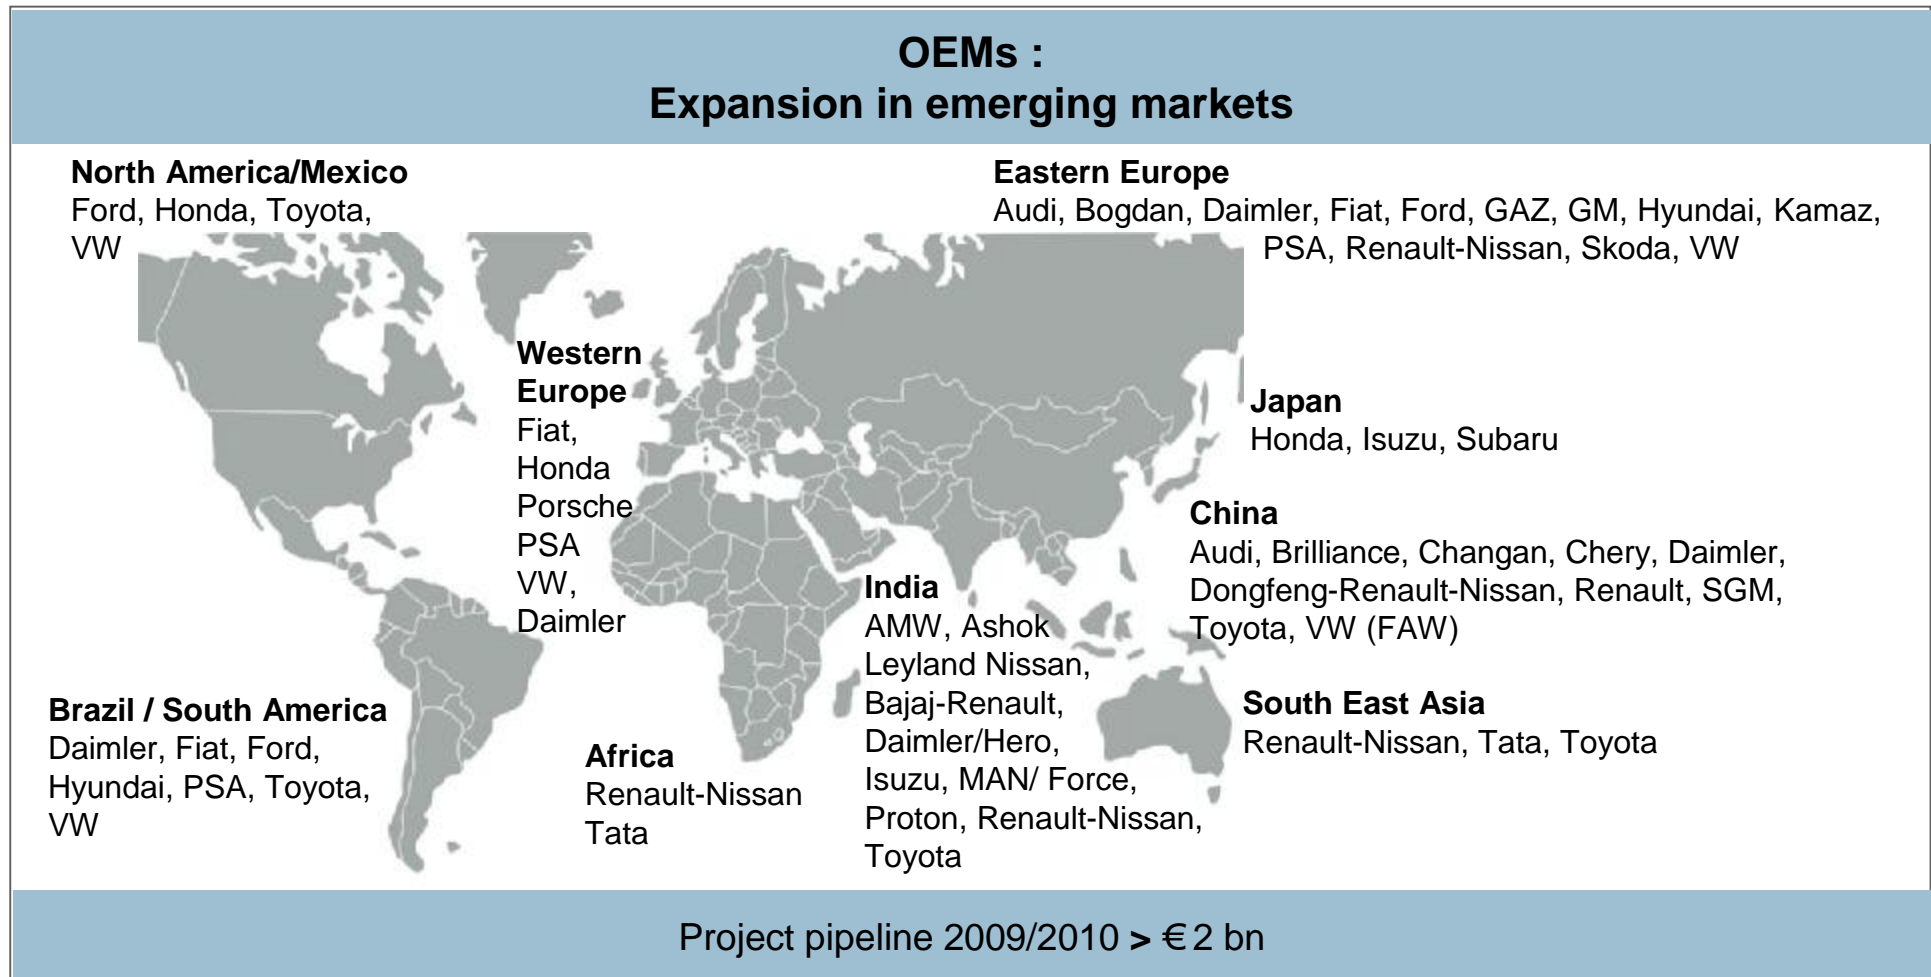 OEMs :
Expansion in emerging markets
North America/Mexico
Ford, Honda, Toyota,
VW
Eastern Europe
Audi, Bogdan, Daimler, Fiat, Ford, GAZ, GM, Hyundai, Kamaz,
PSA, Renault-Nissan, Skoda, VW
Western
Europe
Fiat,
Honda
Porsche
PSA
VW,
Daimler
Japan
Honda, Isuzu, Subaru
China
Audi, Brilliance, Changan, Chery, Daimler,
Dongfeng-Renault-Nissan, Renault, SGM,
Toyota, VW (FAW)
India
AMW, Ashok
Leyland Nissan,
Bajaj-Renault,
Daimler/Hero,
Isuzu, MAN/ Force,
Proton, Renault-Nissan,
Toyota
Brazil / South America
Daimler, Fiat, Ford,
Hyundai, PSA, Toyota,
VW
Africa
Renault-Nissan
Tata
South East Asia
Renault-Nissan, Tata, Toyota
Project pipeline 2009/2010 > € 2 bn